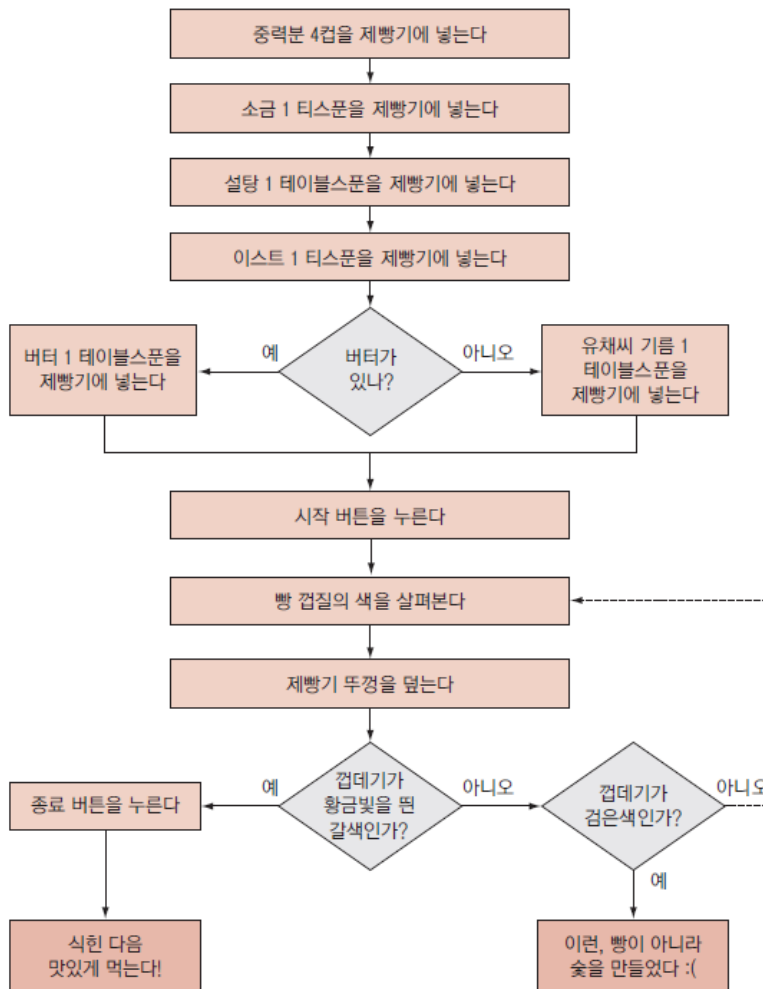 중력분 4컵을 제빵기에 넣는다
소금 1 티스푼을 제빵기에 넣는다
설탕 1 테이블스푼을 제빵기에 넣는다
이스트 1 티스푼을 제빵기에 넣는다
버터 1 테이블스푼을
제빵기에 넣는다
예
버터가
있나?
아니오
유채씨 기름 1
테이블스푼을
제빵기에 넣는다
시작 버튼을 누른다
빵 껍질의 색을 살펴본다
제빵기 뚜껑을 덮는다
종료 버튼을 누른다
예
껍데기가
황금빛을 띈
갈색인가?
아니오
껍데기가
검은색인가?
아니오
예
식힌 다음
맛있게 먹는다!
이런, 빵이 아니라
숯을 만들었다 :(